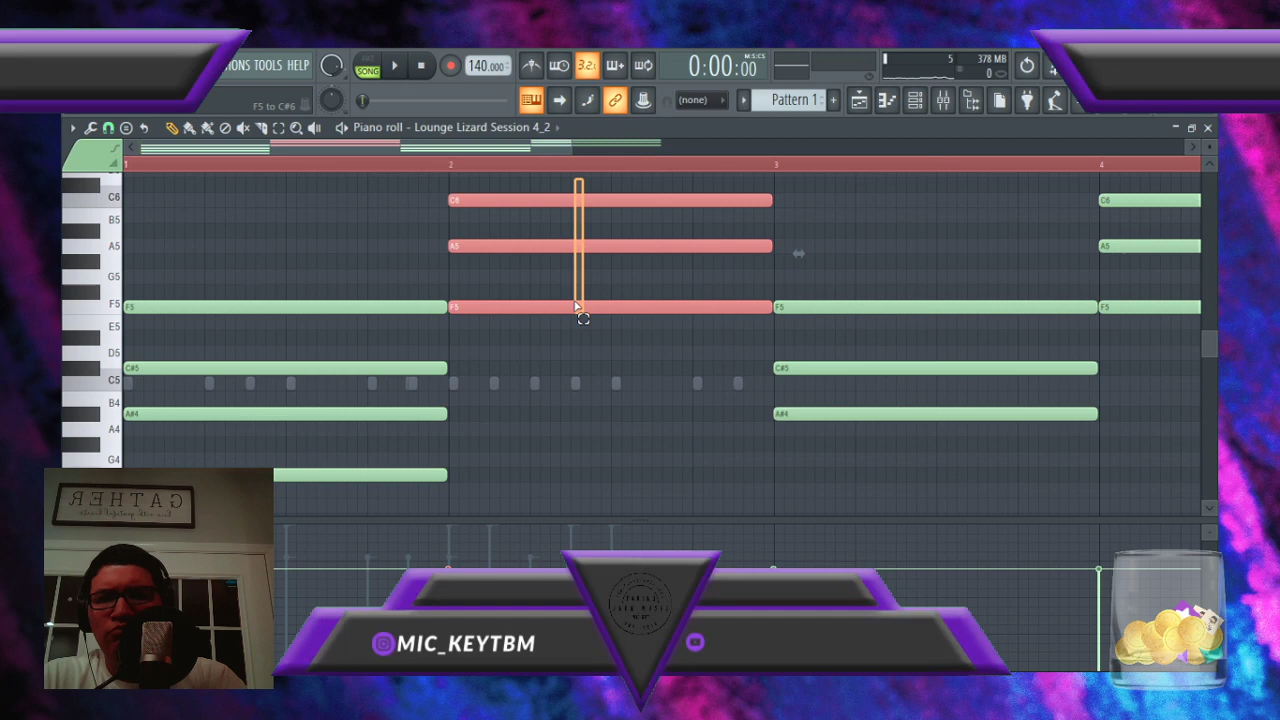 IONS TOOLS HELP
PAT
SONG
140.000
3.2.1
0:00:00
M:S:CS
5
378 MB
0
F5 to C#6
(none)
Pattern 1
Piano roll - Lounge Lizard Session 4_2
1
2
3
4
C6
C6
C6
B5
A5
A5
A5
G5
F5
F5
F5
F5
F5
E5
D5
C#5
C#5
C5
B4
A#4
A#4
A4
G4
GATHER
MIC_KEYTBM